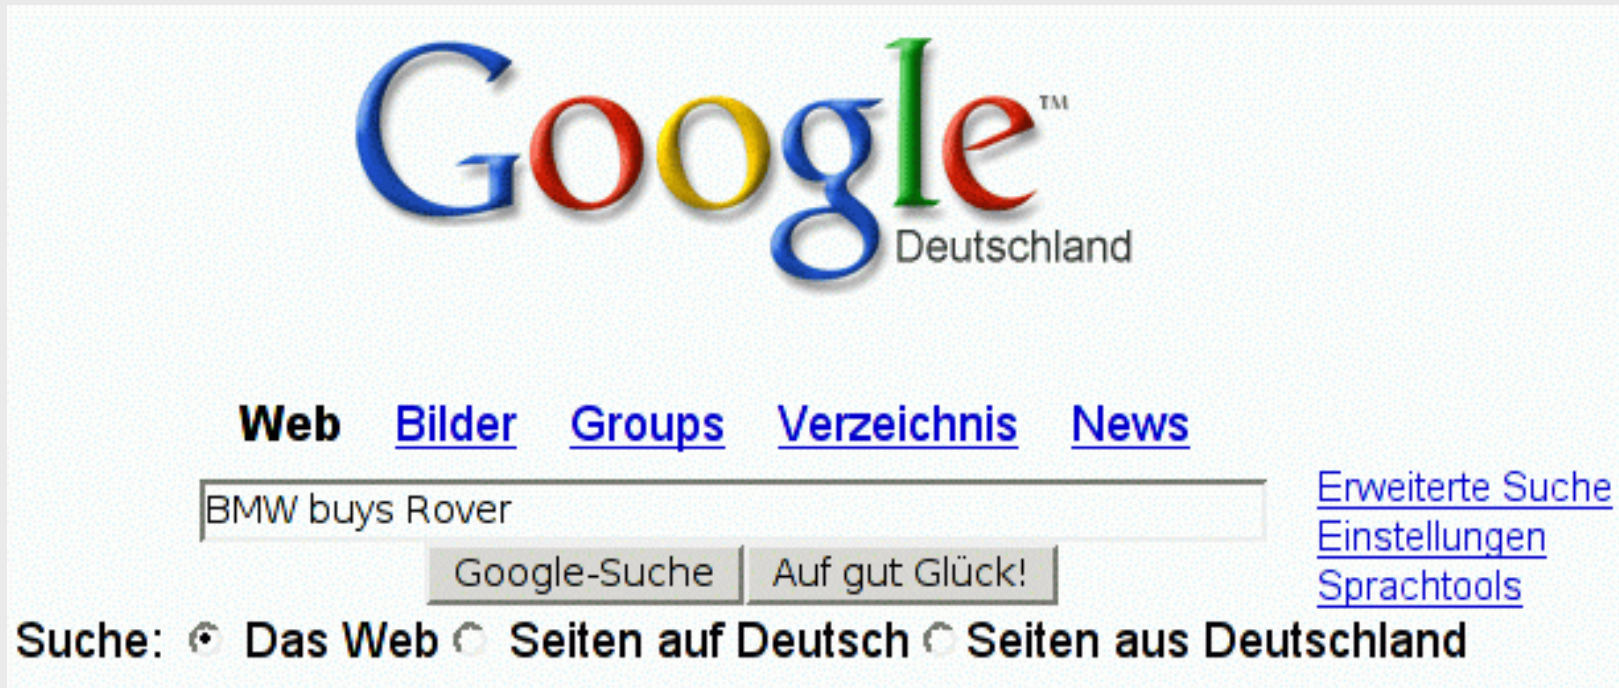 Google™
Deutschland
Web Bilder Groups Verzeichnis News
BMW buys Rover
Erweiterte Suche
Einstellungen
Sprachtools
Google-Suche Auf gut Glück!
Suche: Das Web Seiten auf Deutsch Seiten aus Deutschland